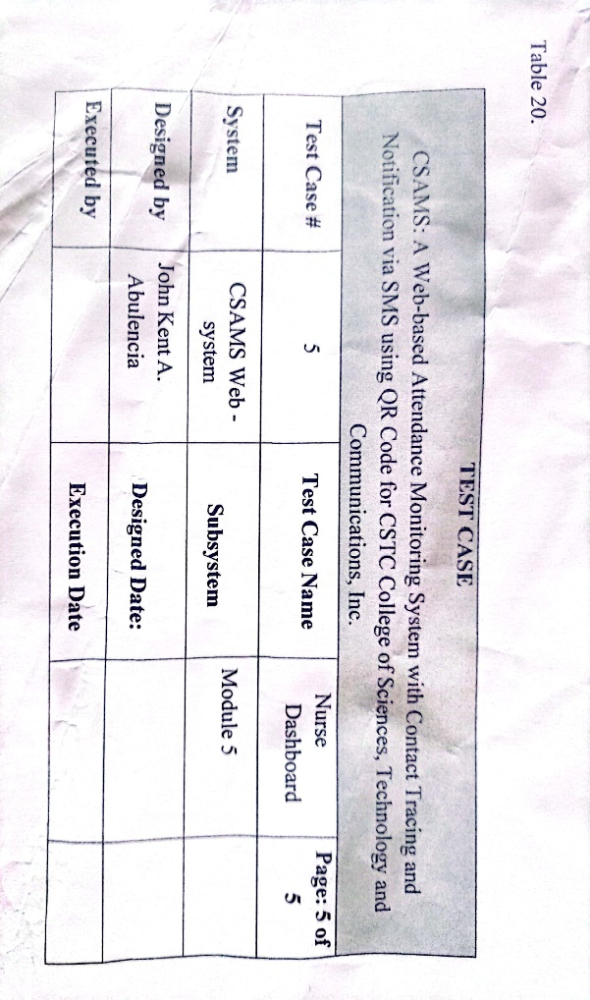 Table 20.
TEST CASE
CSAMS: A Web-based Attendance Monitoring System with Contact Tracing and
Notification via SMS using QR Code for CSTC College of Sciences, Technology and
Communications, Inc.
Test Case # 5 Test Case Name Nurse Dashboard Page: 5 of 5
System CSAMS Web - system Subsystem Module 5
Designed by John Kent A. Abulencia Designed Date:
Executed by Execution Date